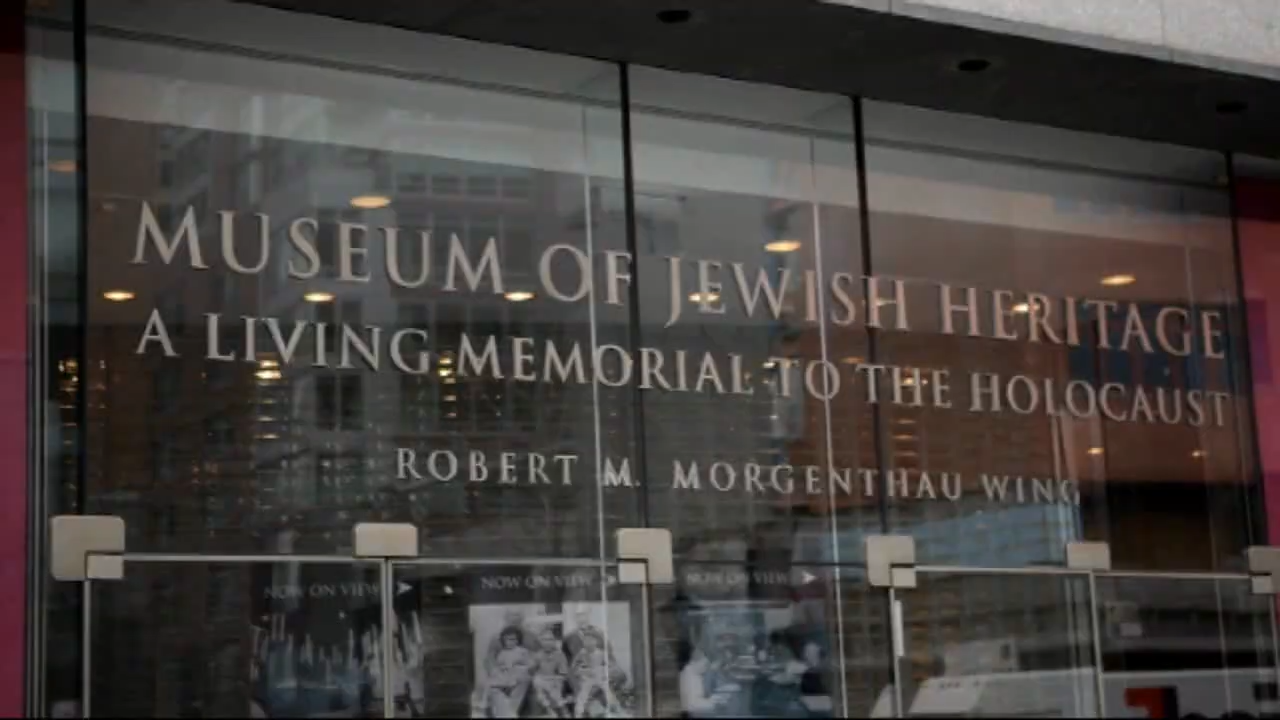 MUSEUM OF JEWISH HERITAGE
A LIVING MEMORIAL TO THE HOLOCAUST
ROBERT M. MORGENTHAU WING
NOW ON VIEW
NOW ON VIEW
NOW ON VIEW